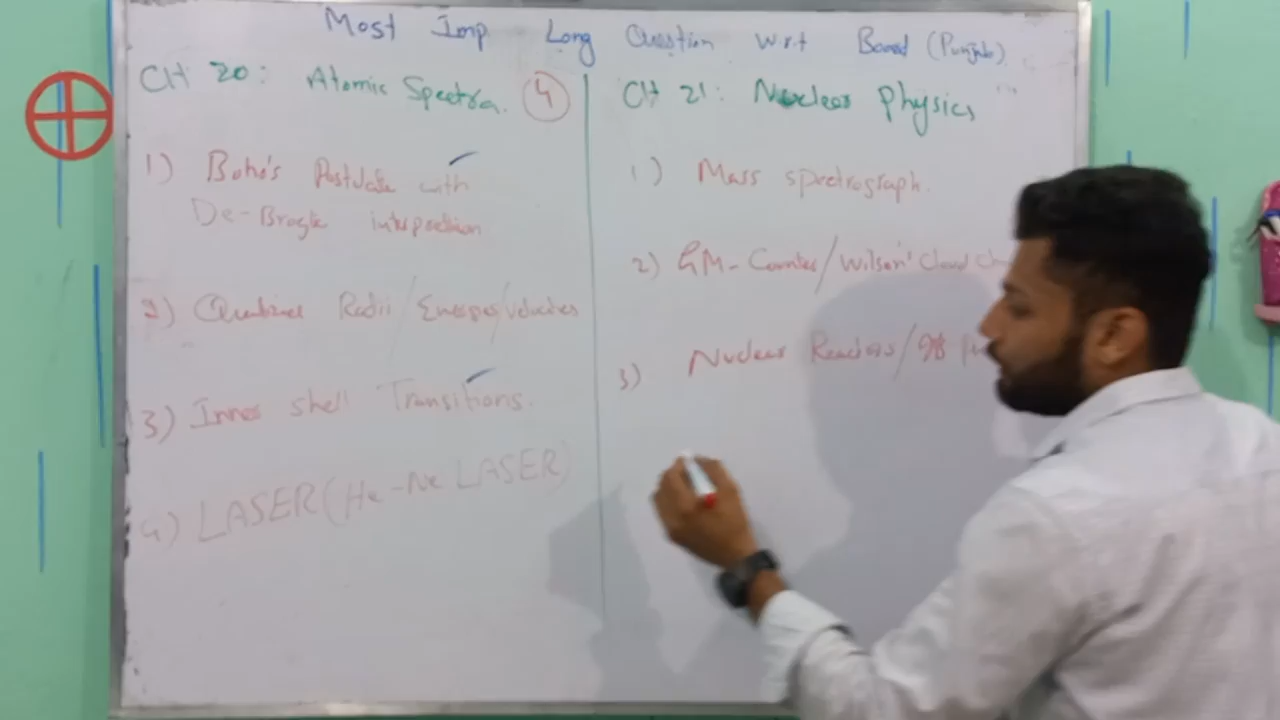 Most Imp Long Question w.r.t Board (Punjab)
CH 20: Atomic Spectra. 4
1) Bohr's Postulate with
De-Broglie
2) Quantized Radii / Energies / velocities
3) Inner shell Transitions.
4) LASER (He-Ne LASER)
CH 21: Nuclear Physics
1) Mass spectrograph.
2) GM-Counter / Wilson' Cloud
3) Nuclear Reactors /